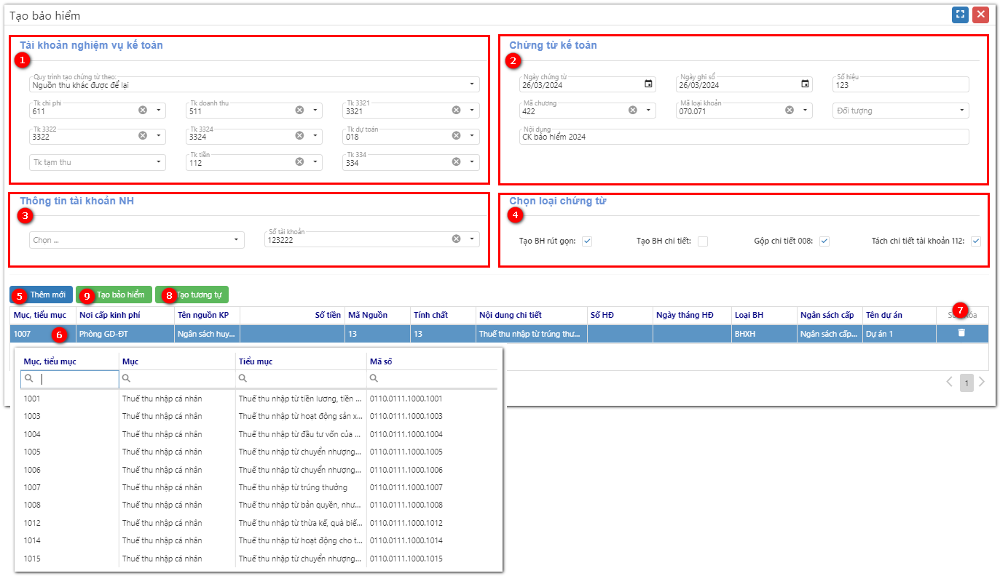 Tạo bảo hiểm
Tài khoản nghiệm vụ kế toán
1
Quy trình tạo chứng từ theo:
Nguồn thu khác được để lại
Tk chi phí
611
Tk doanh thu
511
Tk 3321
3321
Tk 3322
3322
Tk 3324
3324
Tk dự toán
018
Tk tạm thu
Tk tiền
112
Tk 334
334
Chứng từ kế toán
2
Ngày chứng từ
26/03/2024
Ngày ghi sổ
26/03/2024
Số hiệu
123
Mã chương
422
Mã loại khoản
070.071
Đối tượng
Nội dung
CK bảo hiểm 2024
Thông tin tài khoản NH
3
Chọn ...
Số tài khoản
123222
Chọn loại chứng từ
4
Tạo BH rút gọn:
Tạo BH chi tiết:
Gộp chi tiết 008:
Tách chi tiết tài khoản 112:
5 Thêm mới
9 Tạo bảo hiểm
8 Tạo tương tự
7
Mục, tiểu mục Nơi cấp kinh phí Tên nguồn KP Số tiền Mã Nguồn Tính chất Nội dung chi tiết Số HĐ Ngày tháng HĐ Loại BH Ngân sách cấp Tên dự án
1007 6 Phòng GD-ĐT Ngân sách huy... 13 13 Thuế thu nhập từ trúng thư... BHXH Ngân sách cấp... Dự án 1
1
Mục, tiểu mục Mục Tiểu mục Mã số
1001 Thuế thu nhập cá nhân Thuế thu nhập từ tiền lương, tiền ... 0110.0111.1000.1001
1003 Thuế thu nhập cá nhân Thuế thu nhập từ hoạt động sản x... 0110.0111.1000.1003
1004 Thuế thu nhập cá nhân Thuế thu nhập từ đầu tư vốn của ... 0110.0111.1000.1004
1005 Thuế thu nhập cá nhân Thuế thu nhập từ chuyển nhượng... 0110.0111.1000.1005
1006 Thuế thu nhập cá nhân Thuế thu nhập từ chuyển nhượng... 0110.0111.1000.1006
1007 Thuế thu nhập cá nhân Thuế thu nhập từ trúng thưởng 0110.0111.1000.1007
1008 Thuế thu nhập cá nhân Thuế thu nhập từ bản quyền, như... 0110.0111.1000.1008
1012 Thuế thu nhập cá nhân Thuế thu nhập từ thừa kế, quà biế... 0110.0111.1000.1012
1014 Thuế thu nhập cá nhân Thuế thu nhập từ hoạt động cho t... 0110.0111.1000.1014
1015 Thuế thu nhập cá nhân Thuế thu nhập từ chuyển nhượng... 0110.0111.1000.1015